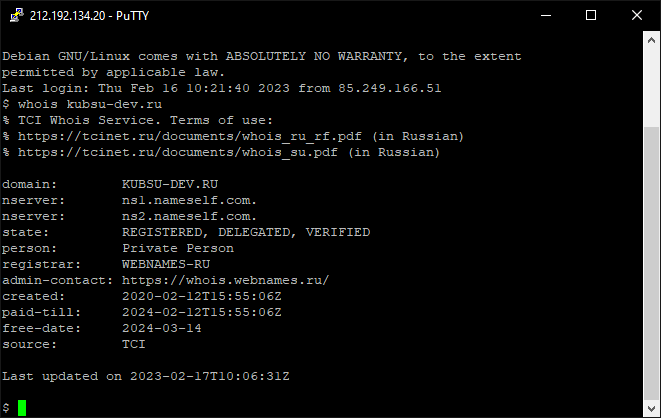 212.192.134.20 - PuTTY
Debian GNU/Linux comes with ABSOLUTELY NO WARRANTY, to the extent
permitted by applicable law.
Last login: Thu Feb 16 10:21:40 2023 from 85.249.166.51
$ whois kubsu-dev.ru
% TCI Whois Service. Terms of use:
% https://tcinet.ru/documents/whois_ru_rf.pdf (in Russian)
% https://tcinet.ru/documents/whois_su.pdf (in Russian)
domain:        KUBSU-DEV.RU
nserver:       ns1.nameself.com.
nserver:       ns2.nameself.com.
state:         REGISTERED, DELEGATED, VERIFIED
person:        Private Person
registrar:     WEBNAMES-RU
admin-contact: https://whois.webnames.ru/
created:       2020-02-12T15:55:06Z
paid-till:     2024-02-12T15:55:06Z
free-date:     2024-03-14
source:        TCI
Last updated on 2023-02-17T10:06:31Z
$